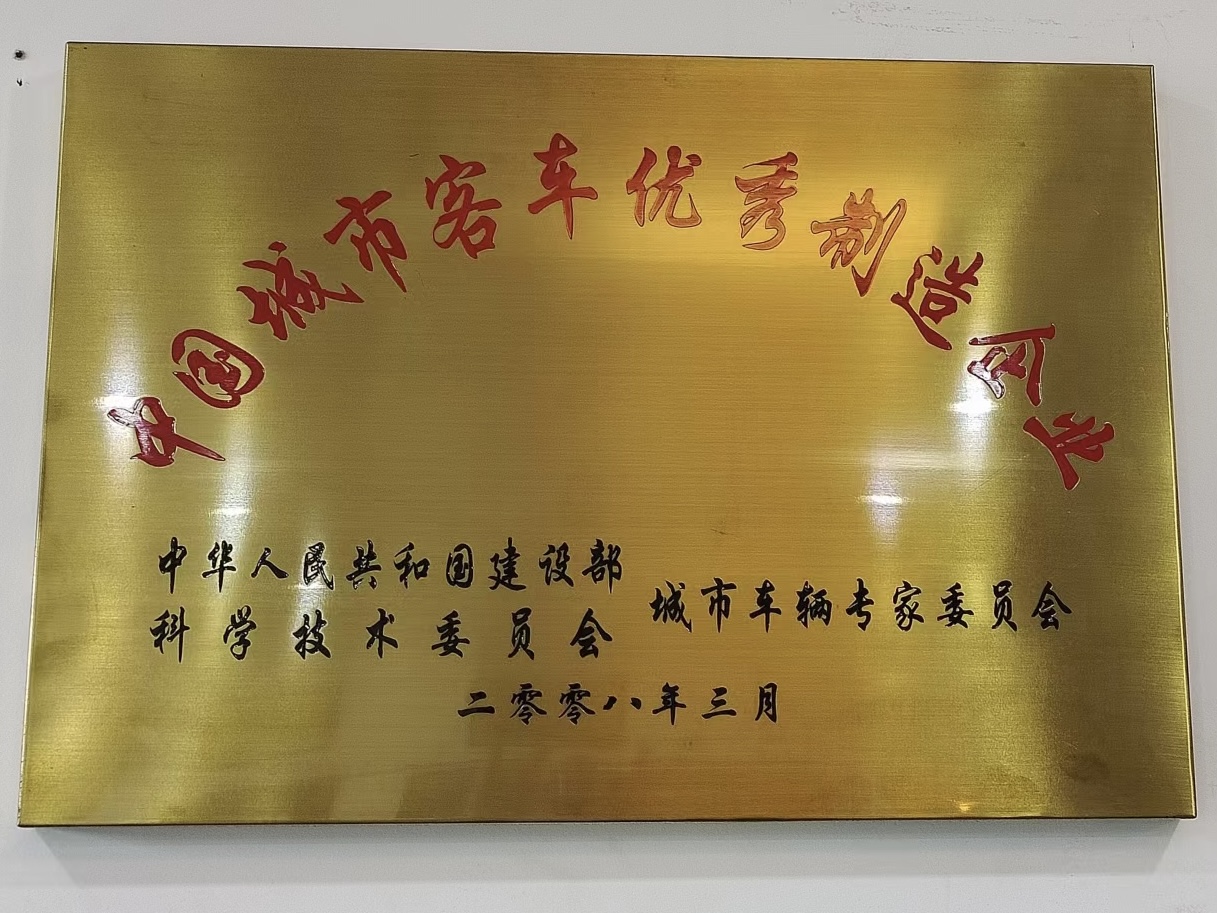 中国城市客车优秀制造企业
中华人民共和国建设部
科学技术委员会
城市车辆专家委员会
二零零八年三月